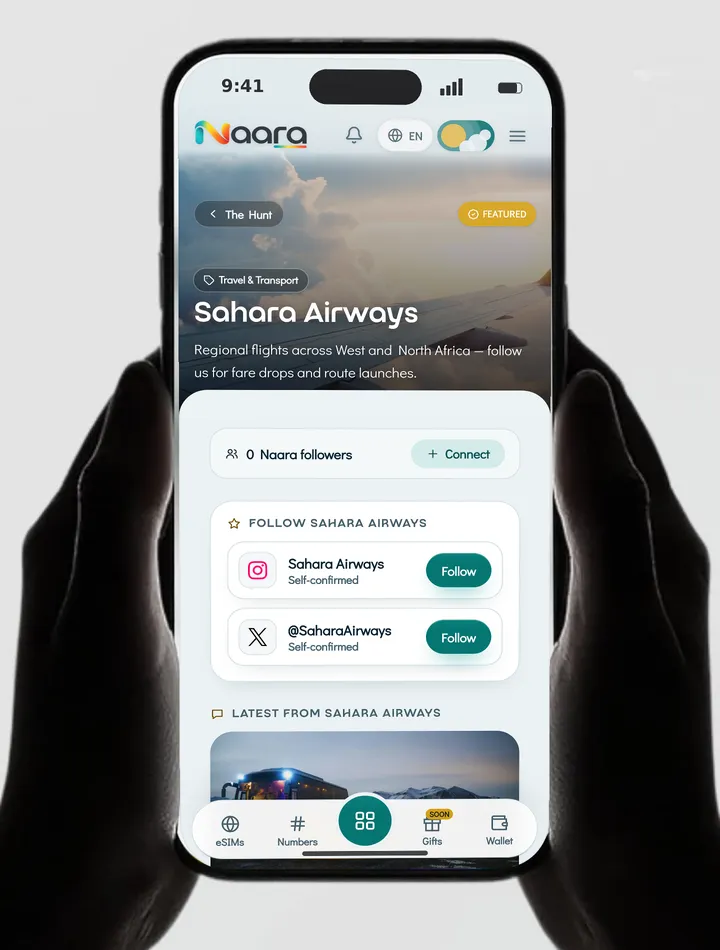 9:41
Naara
EN
The Hunt
FEATURED
Travel & Transport
Sahara Airways
Regional flights across West and North Africa — follow
us for fare drops and route launches.
0 Naara followers
+ Connect
FOLLOW SAHARA AIRWAYS
Sahara Airways
Self-confirmed
Follow
@SaharaAirways
Self-confirmed
Follow
LATEST FROM SAHARA AIRWAYS
SOON
eSIMs
Numbers
Gifts
Wallet